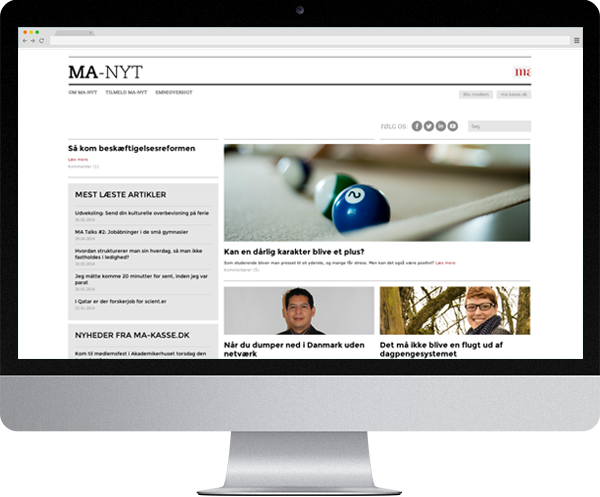 MA-NYT
ma
OM MA-NYT TILMELD MA-NYT EMNEOVERSIGT
Bliv medlem ma-kasse.dk
FØLG OS: Søg
Så kom beskæftigelsesreformen
Læs mere
MEST LÆSTE ARTIKLER
Udveksling: Send din kulturelle overbevisning på ferie
MA Talks #2: Jobåbninger i de små gymnasier
Hvordan strukturerer man sin hverdag, så man ikke
fastholdes i ledighed?
Jeg måtte komme 20 minutter for sent, inden jeg var
parat
I Qatar er der forskerjob for scient.er
NYHEDER FRA MA-KASSE.DK
Kom til medlemsfest i Akademikerhuset torsdag den
2
Kan en dårlig karakter blive et plus?
Som studerende bliver man presset til at yderste, og mange får stress. Men kan det også være positivt? Læs mere
Kommentarer (5)
Når du dumper ned i Danmark uden
netværk
Det må ikke blive en flugt ud af
dagpengesystemet